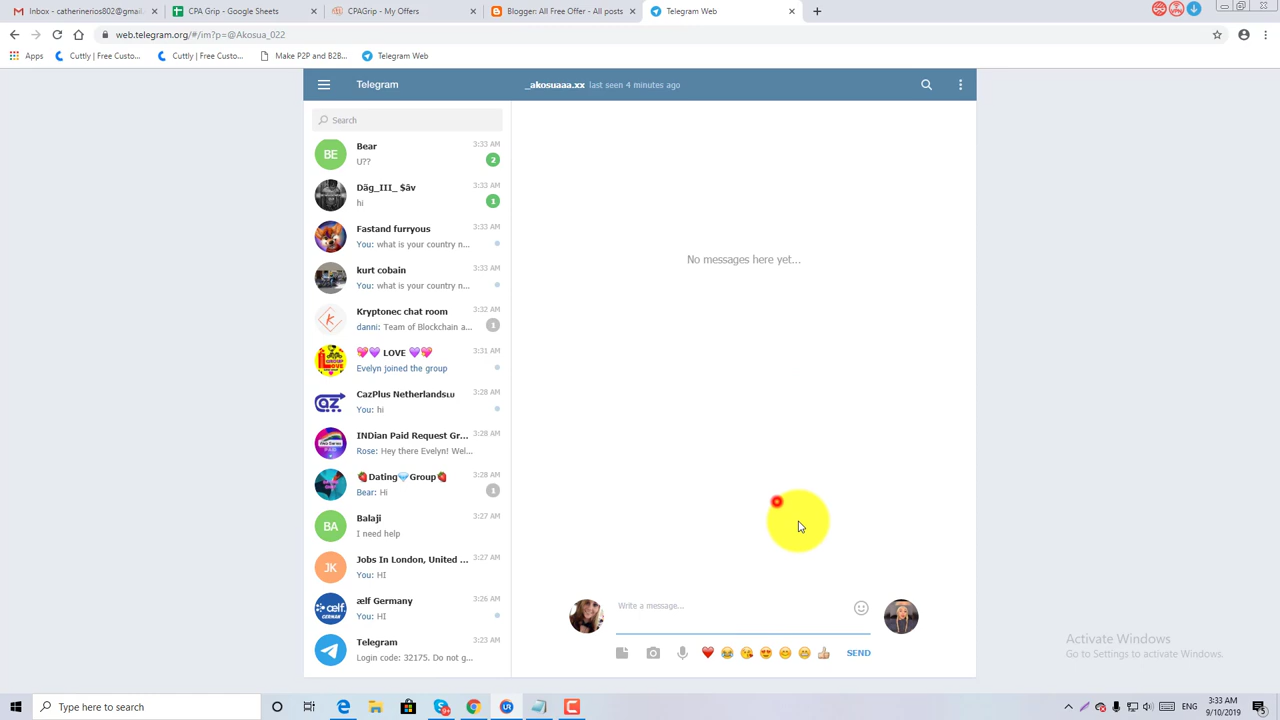 Inbox - catherinerios802@gmail.
CPA Grip - Google Sheets
CPAGrip - My Offers
Blogger: All Free Offer - All posts
Telegram Web
web.telegram.org/#/im?p=@Akosua_022
Apps
Cuttly | Free Custo...
Cuttly | Free Custo...
Make P2P and B2B...
Telegram Web
Telegram
_akosuaaa.xx last seen 4 minutes ago
Search
Bear 3:33 AM
U?? 2
Däg_III_ $äv 3:33 AM
hi 1
Fastand furryous 3:33 AM
You: what is your country n...
kurt cobain 3:33 AM
You: what is your country n...
Kryptonec chat room 3:32 AM
danni: Team of Blockchain a... 1
💖💜 LOVE 💜💖 3:31 AM
Evelyn joined the group
CazPlus Netherlandsʟᴜ 3:28 AM
You: hi
INDian Paid Request Gr... 3:28 AM
Rose: Hey there Evelyn! Wel...
🍓Dating💎Group🍓 3:28 AM
Bear: Hi 1
BA
Balaji 3:27 AM
I need help
JK
Jobs In London, United ... 3:27 AM
You: HI
ælf Germany 3:26 AM
You: HI
Telegram 3:23 AM
Login code: 32175. Do not g...
BE
No messages here yet...
Write a message...
SEND
Activate Windows
Go to Settings to activate Windows.
Type here to search
ENG
3:33 AM
9/10/2019